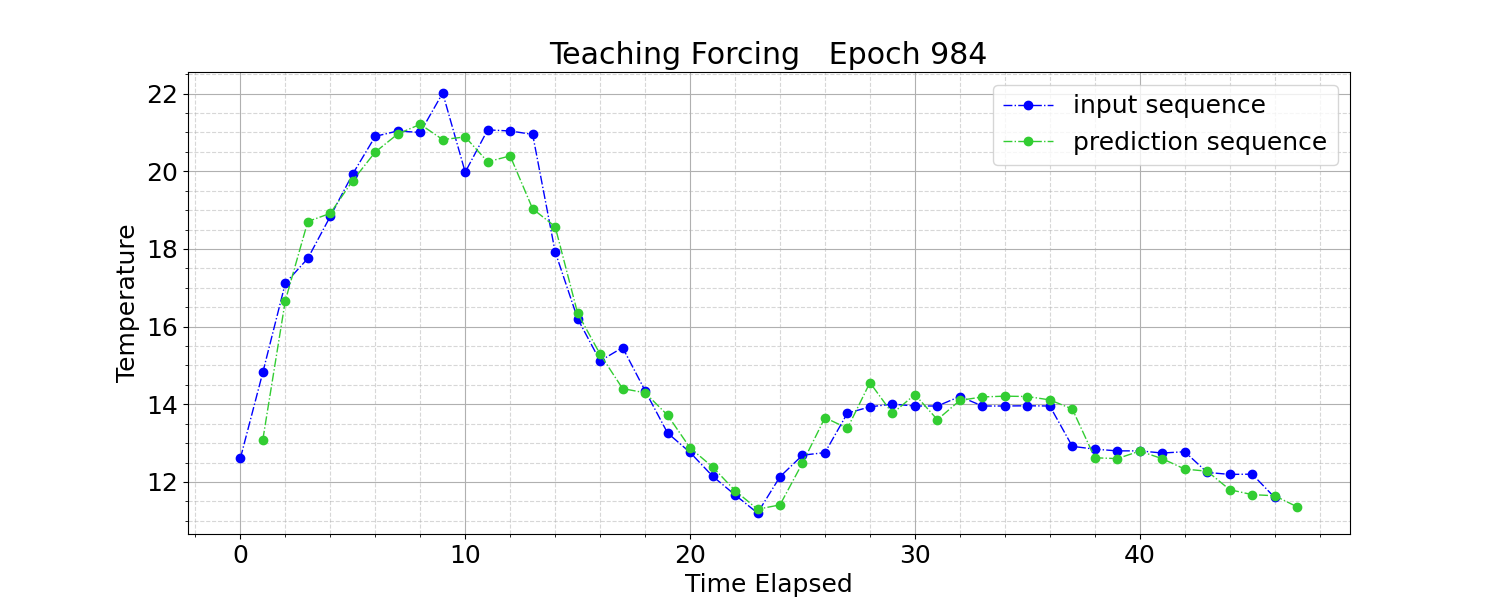 Teaching Forcing   Epoch 984
input sequence
prediction sequence
Temperature
22
20
18
16
14
12
0 10 20 30 40
Time Elapsed